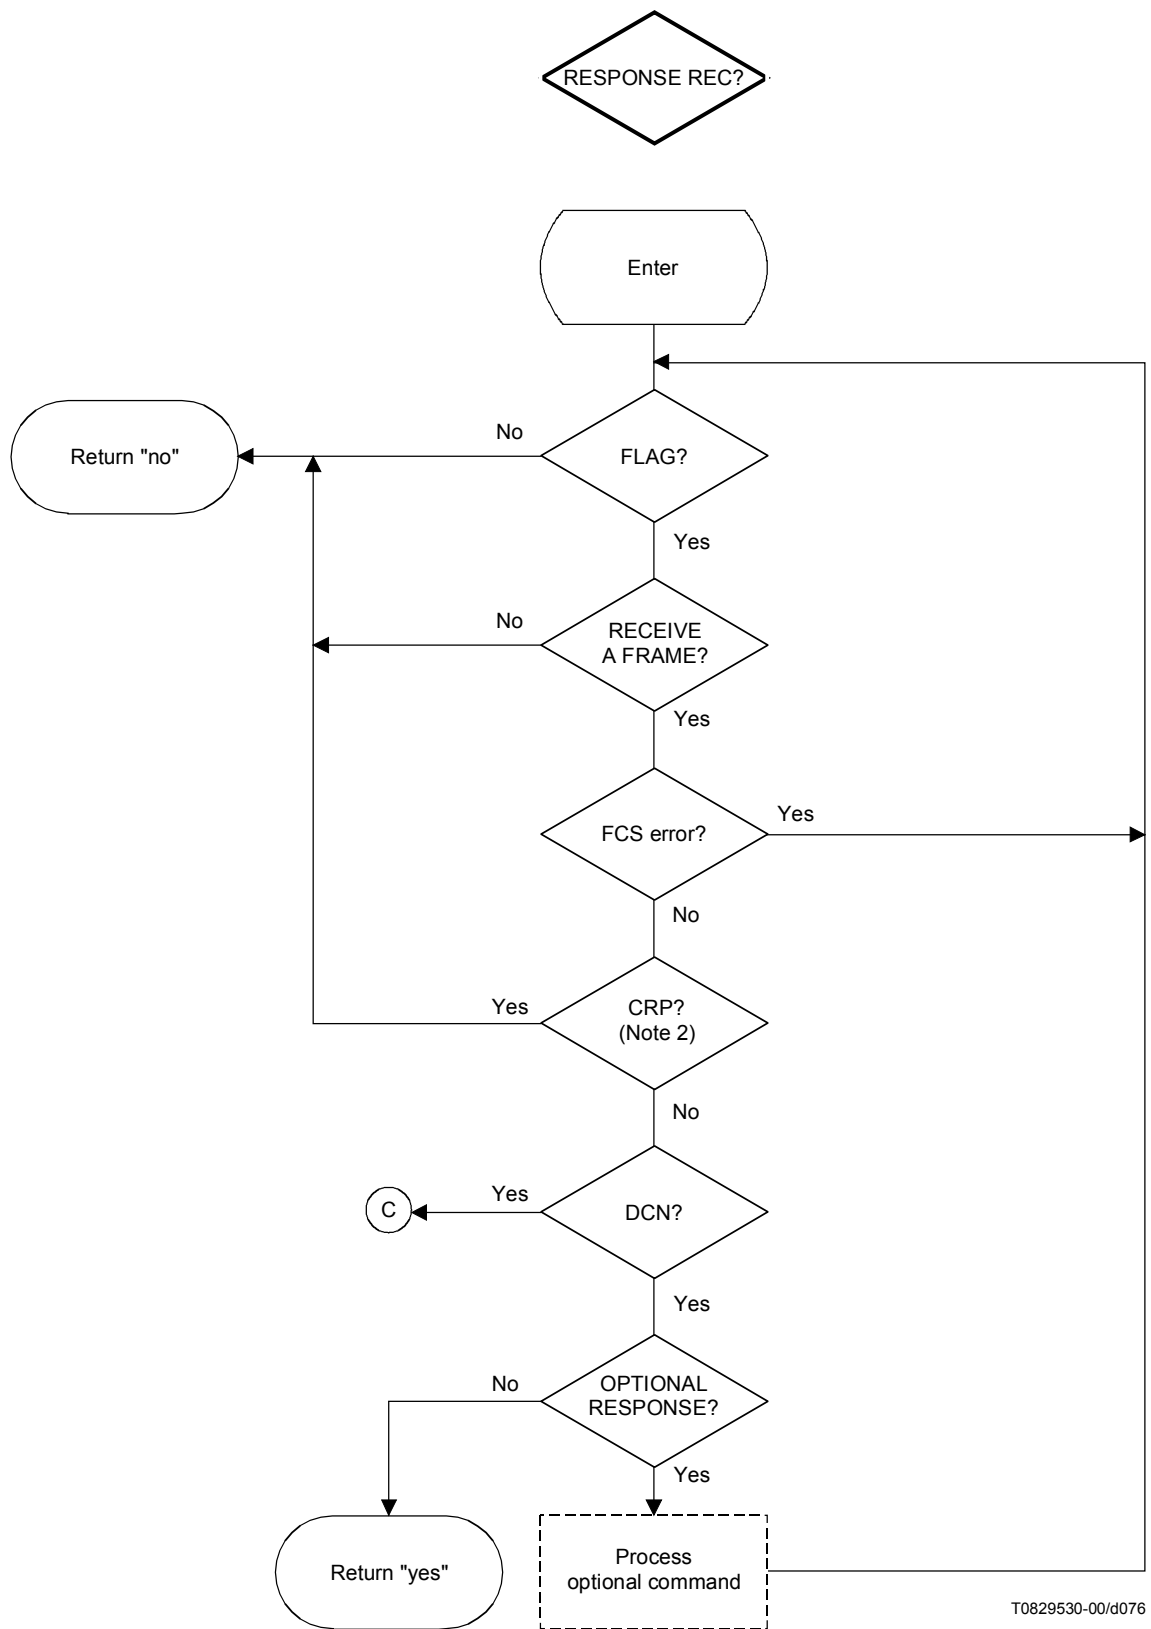 RESPONSE REC?
Enter
No
Return "no"
FLAG?
Yes
No
RECEIVE
A FRAME?
Yes
Yes
FCS error?
No
Yes
CRP?
(Note 2)
No
Yes
C
DCN?
Yes
No
OPTIONAL
RESPONSE?
Yes
Return "yes"
Process
optional command
T0829530-00/d076